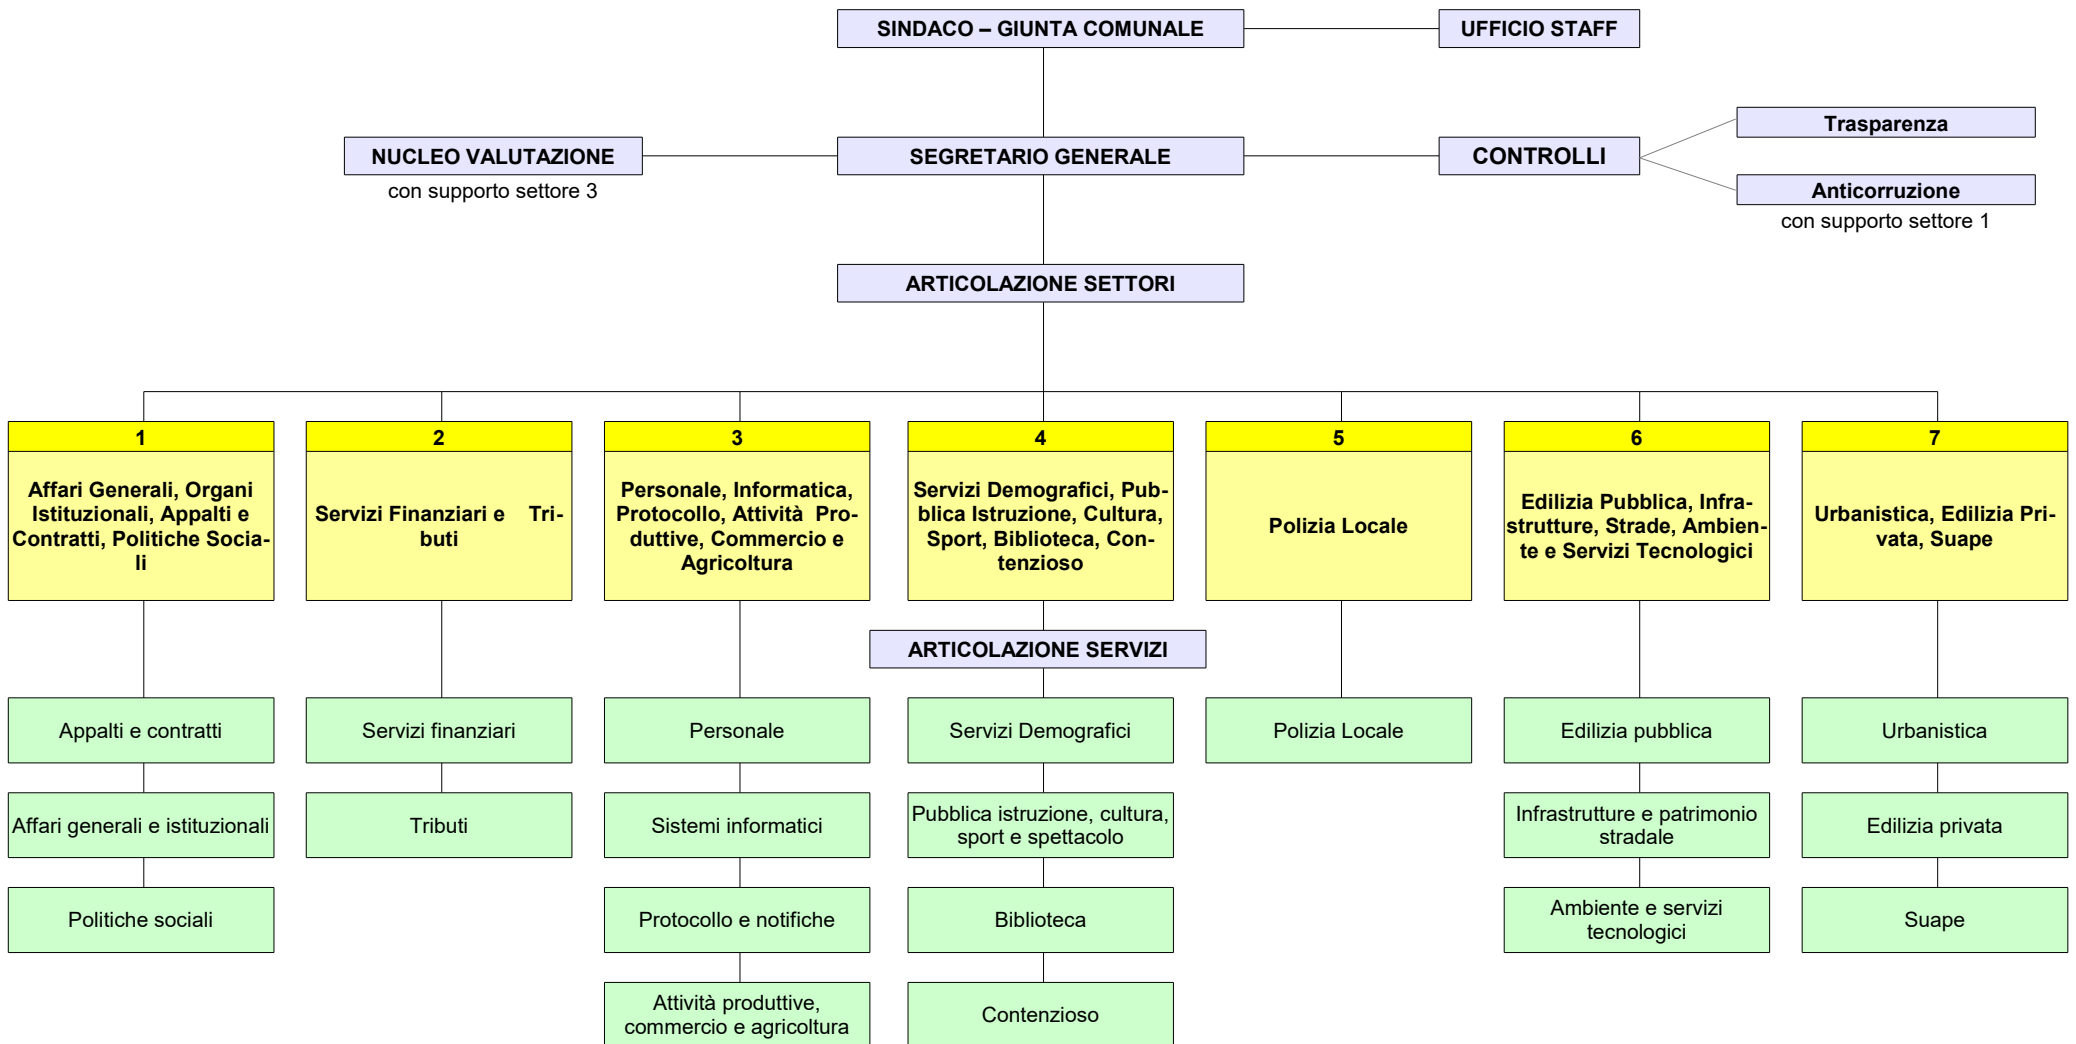 SINDACO – GIUNTA COMUNALE
UFFICIO STAFF
Trasparenza
NUCLEO VALUTAZIONE
SEGRETARIO GENERALE
CONTROLLI
con supporto settore 3
Anticorruzione
con supporto settore 1
ARTICOLAZIONE SETTORI
1
2
3
4
5
6
7
Affari Generali, Organi
Istituzionali, Appalti e
Contratti, Politiche Socia-
li
Servizi Finanziari e Tri-
buti
Personale, Informatica,
Protocollo, Attività Pro-
duttive, Commercio e
Agricoltura
Servizi Demografici, Pub-
blica Istruzione, Cultura,
Sport, Biblioteca, Con-
tenzioso
Polizia Locale
Edilizia Pubblica, Infra-
strutture, Strade, Ambien-
te e Servizi Tecnologici
Urbanistica, Edilizia Pri-
vata, Suape
ARTICOLAZIONE SERVIZI
Appalti e contratti
Servizi finanziari
Personale
Servizi Demografici
Polizia Locale
Edilizia pubblica
Urbanistica
Affari generali e istituzionali
Tributi
Sistemi informatici
Pubblica istruzione, cultura,
sport e spettacolo
Infrastrutture e patrimonio
stradale
Edilizia privata
Politiche sociali
Protocollo e notifiche
Biblioteca
Ambiente e servizi
tecnologici
Suape
Attività produttive,
commercio e agricoltura
Contenzioso